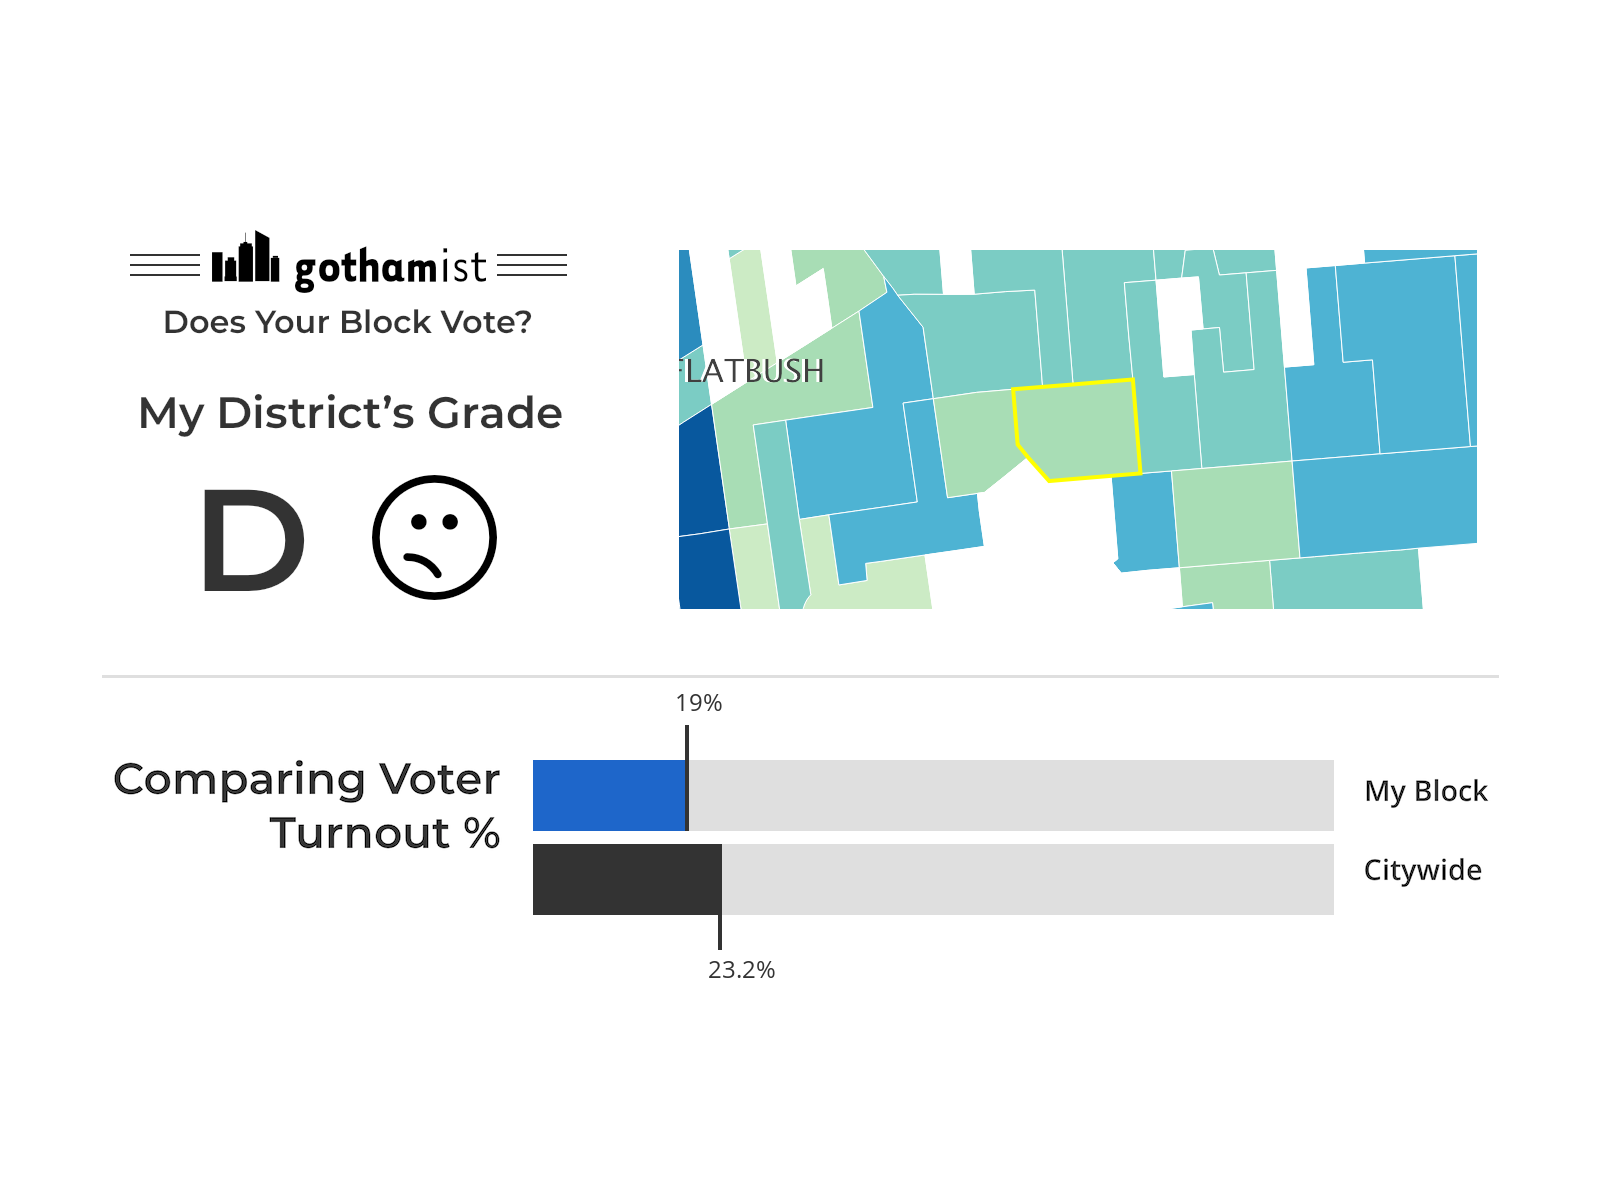 gothamist
Does Your Block Vote?
My District’s Grade
D
FLATBUSH
19%
Comparing Voter
Turnout %
My Block
Citywide
23.2%